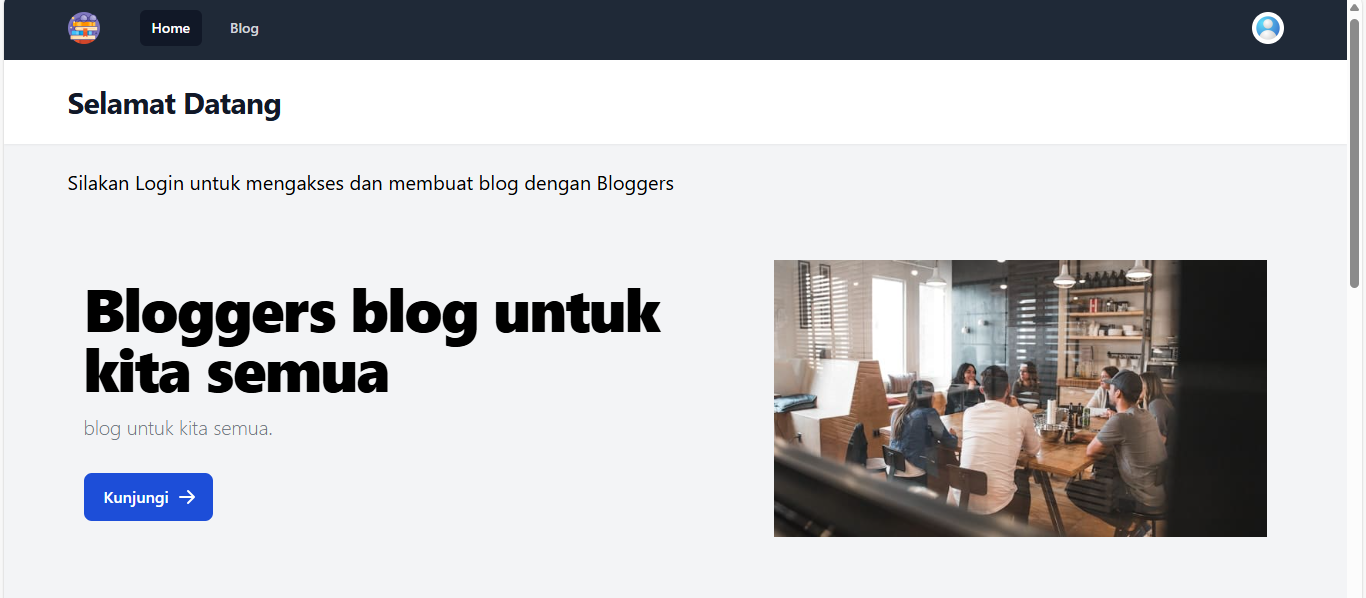 Home
Blog
Selamat Datang
Silakan Login untuk mengakses dan membuat blog dengan Bloggers
Bloggers blog untuk
kita semua
blog untuk kita semua.
Kunjungi